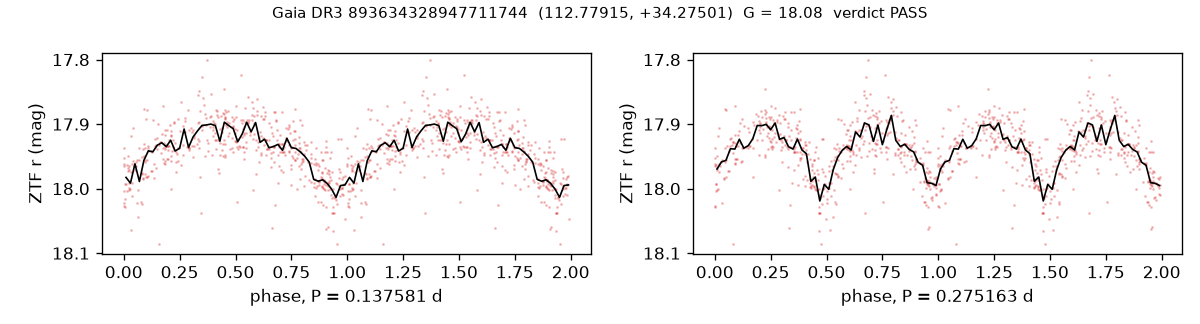 Gaia DR3 893634328947711744 (112.77915, +34.27501) G = 18.08 verdict PASS
ZTF r (mag)
17.8
17.9
18.0
18.1
0.00 0.25 0.50 0.75 1.00 1.25 1.50 1.75 2.00
phase, P = 0.137581 d
ZTF r (mag)
17.8
17.9
18.0
18.1
0.00 0.25 0.50 0.75 1.00 1.25 1.50 1.75 2.00
phase, P = 0.275163 d